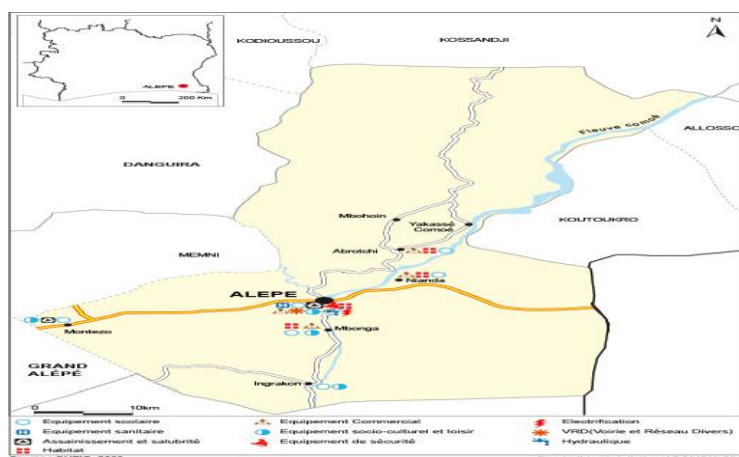 N
KODIOUSSOU
KOSSANDJI
ALEPE
0 200 Km
Fleuve comoé
ALLOSSO
DANGUIRA
KOUTOUKRO
Mbohoin
Yakassé
Comoé
MEMNI
Abrotchi
Nianda
ALEPE
Montezo
Mbonga
GRAND
ALÉPÉ
Ingrakon
0 10km
Equipement scolaire
Equipement Commercial
Electrification
Equipement sanitaire
Equipement socio-culturel et loisir
VRD(Voirie et Réseau Divers)
Assainissement et salubrité
Equipement de sécurité
Hydraulique
Habitat